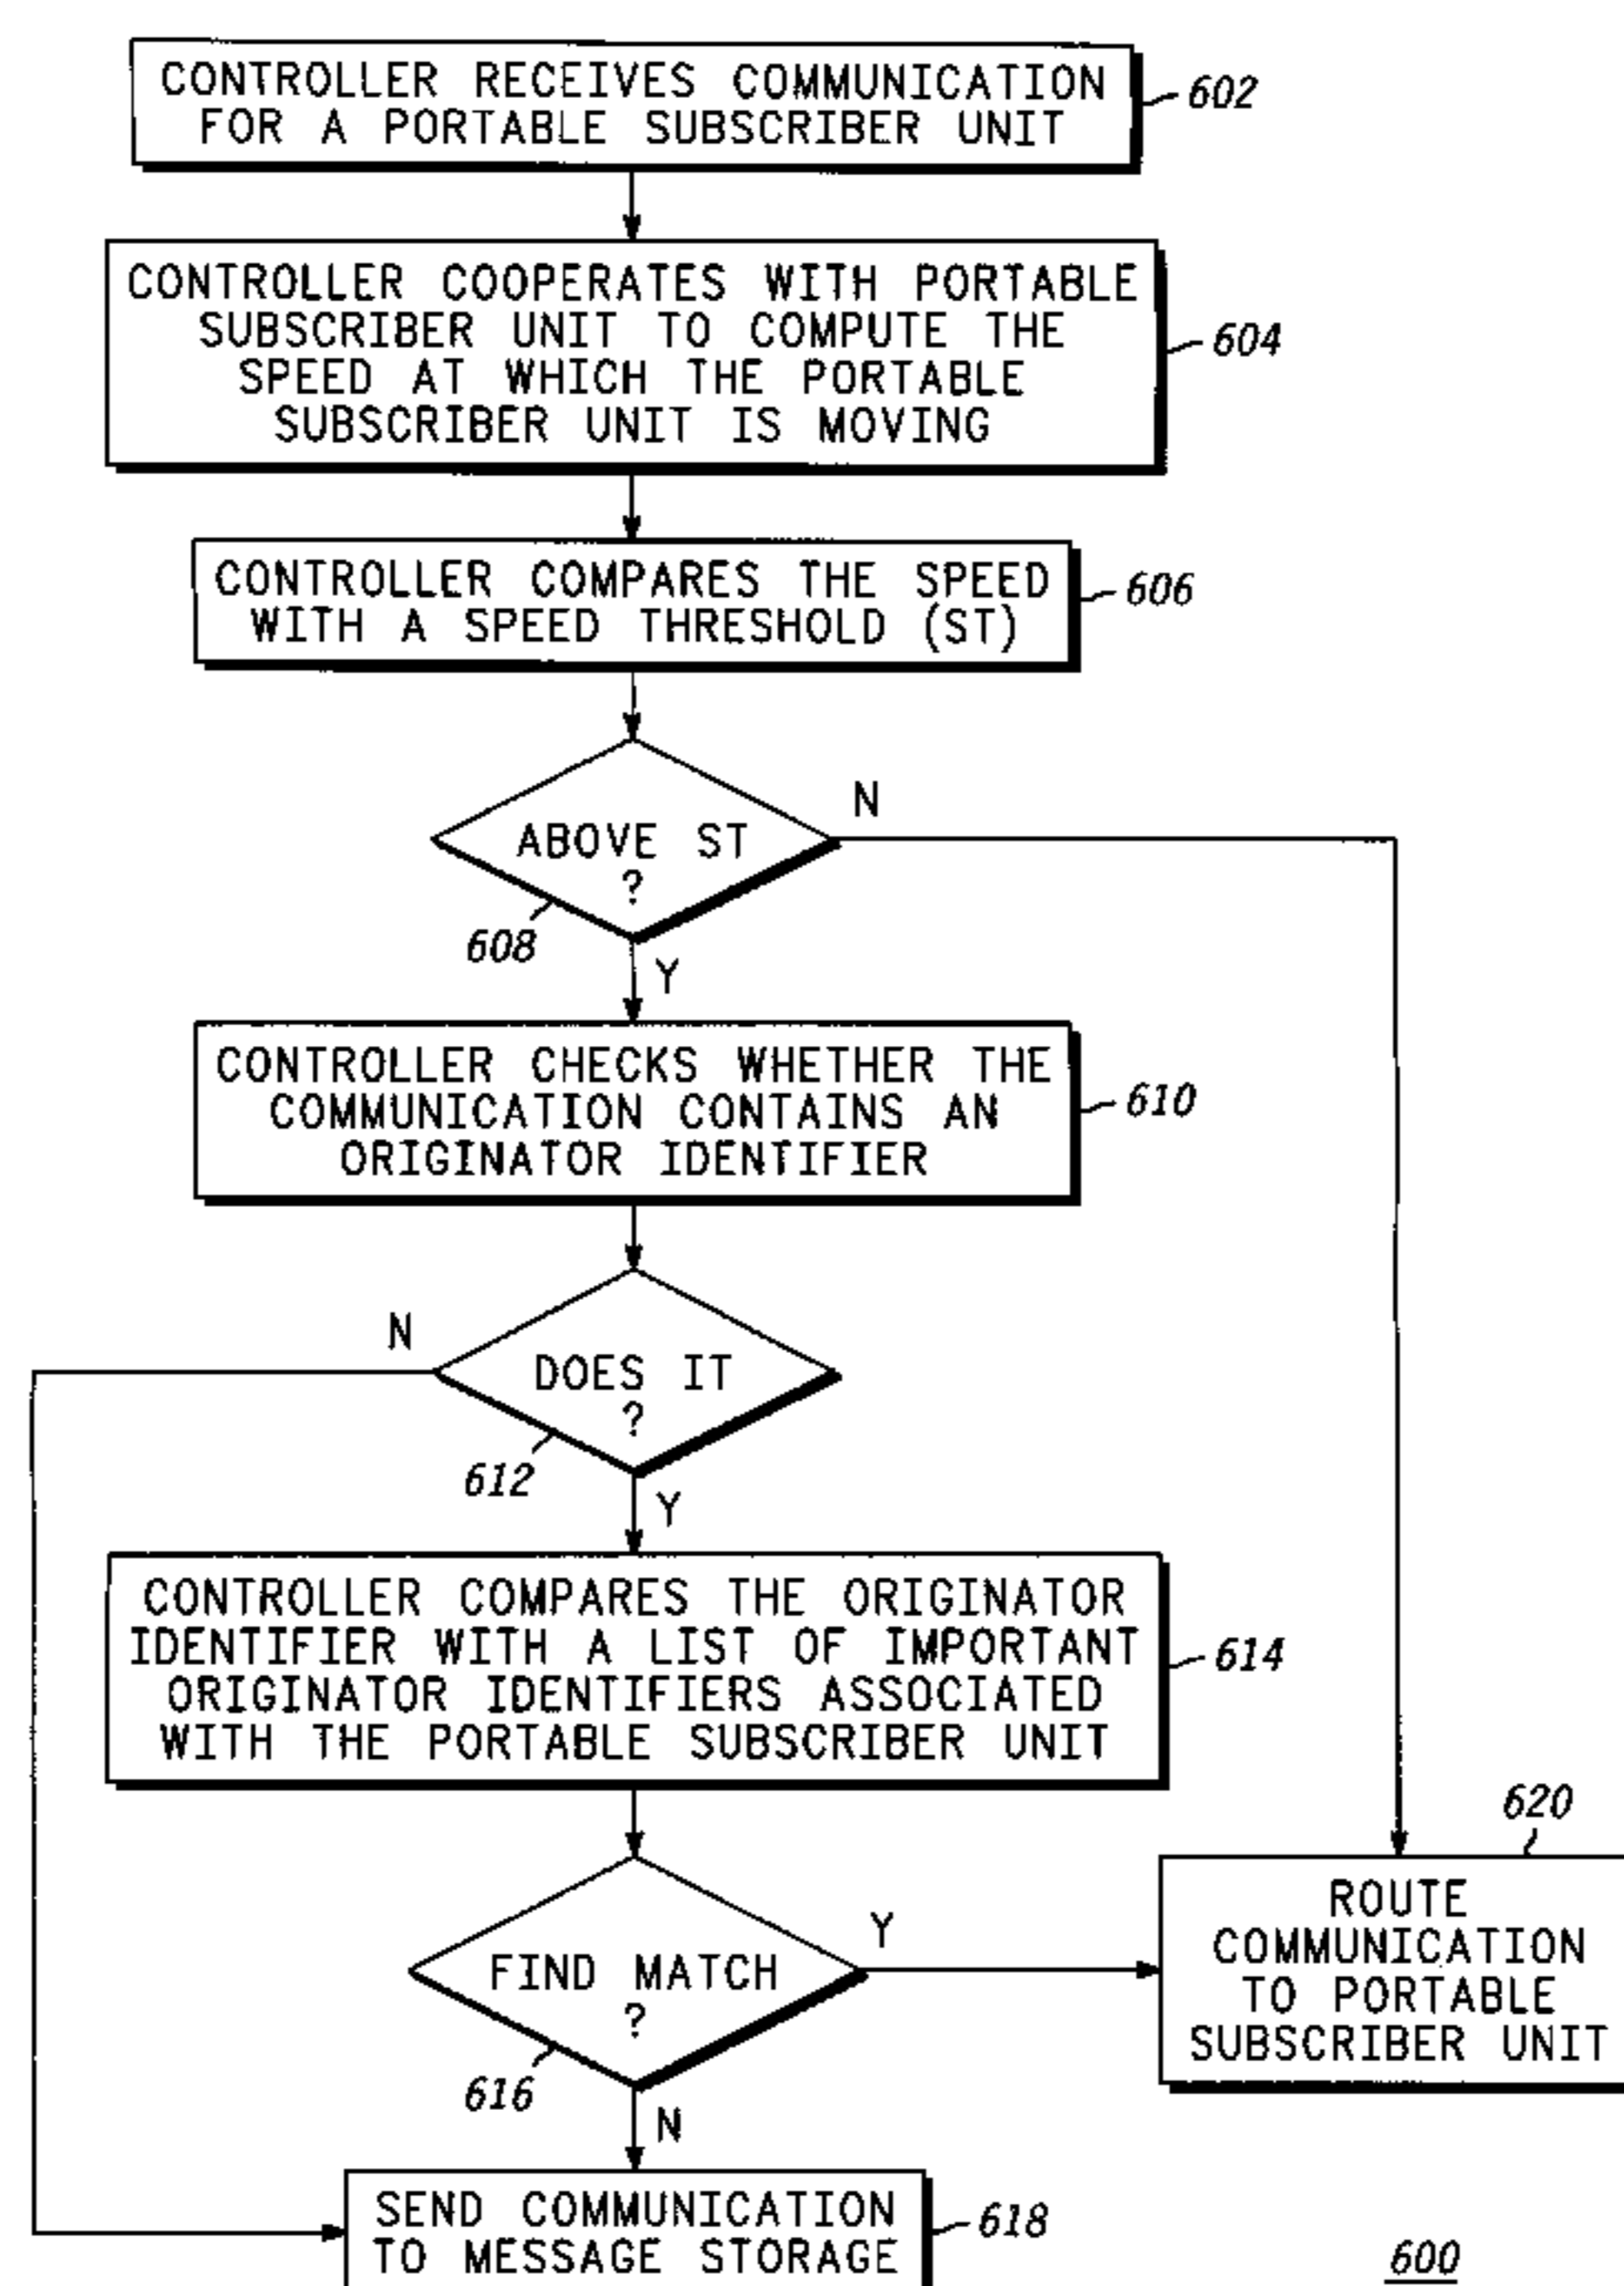 CONTROLLER RECEIVES COMMUNICATION
FOR A PORTABLE SUBSCRIBER UNIT
602
CONTROLLER COOPERATES WITH PORTABLE
SUBSCRIBER UNIT TO COMPUTE THE
SPEED AT WHICH THE PORTABLE
SUBSCRIBER UNIT IS MOVING
604
CONTROLLER COMPARES THE SPEED
WITH A SPEED THRESHOLD (ST)
606
N
ABOVE ST
?
608
Y
CONTROLLER CHECKS WHETHER THE
COMMUNICATION CONTAINS AN
ORIGINATOR IDENTIFIER
610
N
DOES IT
?
612
Y
CONTROLLER COMPARES THE ORIGINATOR
IDENTIFIER WITH A LIST OF IMPORTANT
ORIGINATOR IDENTIFIERS ASSOCIATED
WITH THE PORTABLE SUBSCRIBER UNIT
614
620
ROUTE
COMMUNICATION
TO PORTABLE
SUBSCRIBER UNIT
Y
FIND MATCH
?
616
N
SEND COMMUNICATION
TO MESSAGE STORAGE
618
600